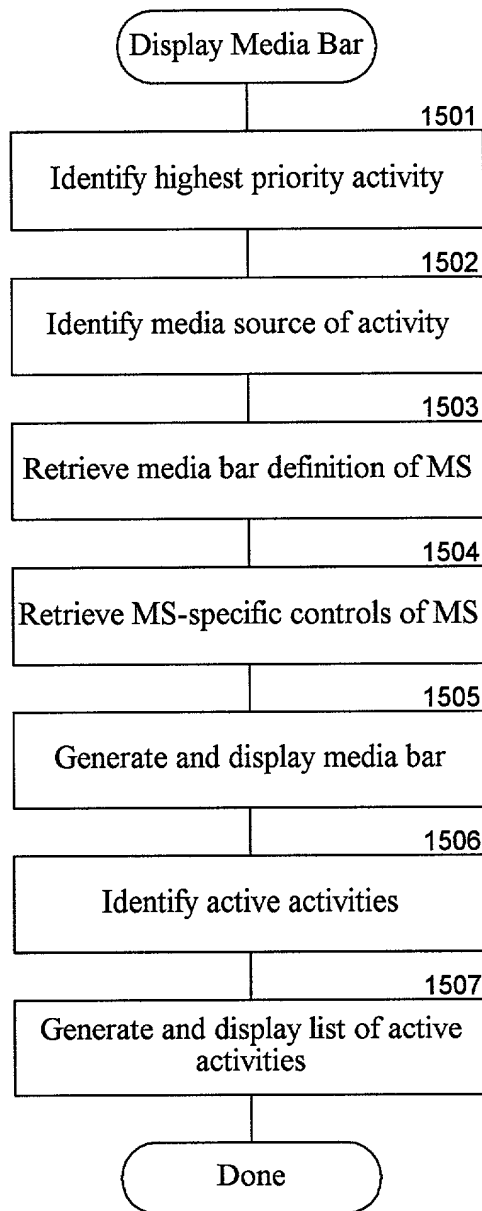 Display Media Bar
1501
Identify highest priority activity
1502
Identify media source of activity
1503
Retrieve media bar definition of MS
1504
Retrieve MS-specific controls of MS
1505
Generate and display media bar
1506
Identify active activities
1507
Generate and display list of active
activities
Done